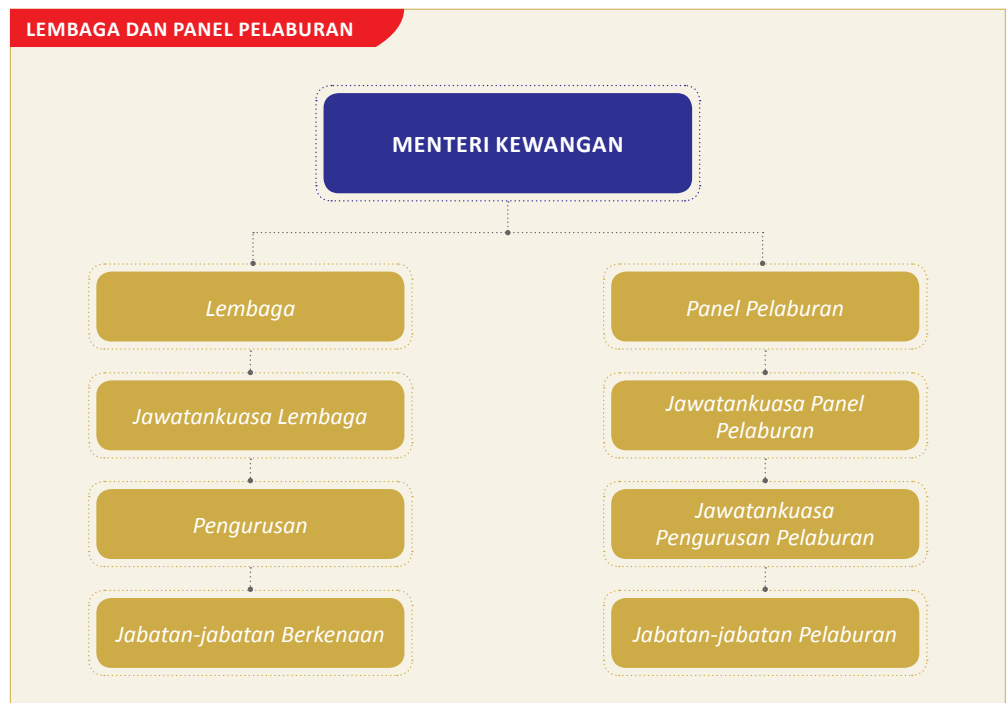 LEMBAGA DAN PANEL PELABURAN
MENTERI KEWANGAN
Lembaga
Jawatankuasa Lembaga
Pengurusan
Jabatan-jabatan Berkenaan
Panel Pelaburan
Jawatankuasa Panel
Pelaburan
Jawatankuasa
Pengurusan Pelaburan
Jabatan-jabatan Pelaburan